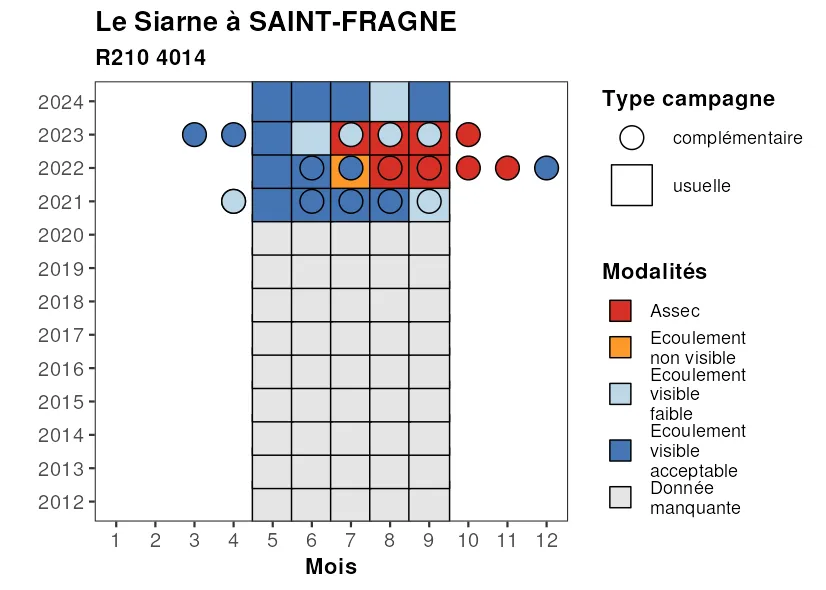 Le Siarne à SAINT-FRAGNE
R210 4014
2024
2023
2022
2021
2020
2019
2018
2017
2016
2015
2014
2013
2012
1 2 3 4 5 6 7 8 9 10 11 12
Mois
Type campagne
complémentaire
usuelle
Modalités
Assec
Ecoulement
non visible
Ecoulement
visible
faible
Ecoulement
visible
acceptable
Donnée
manquante